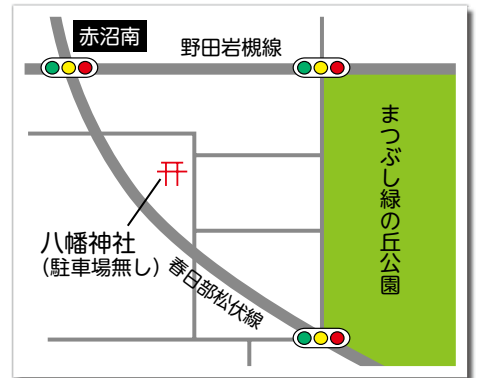 赤沼南
野田岩槻線
まつぶし緑の丘公園
八幡神社
（駐車場無し）
春日部松伏線